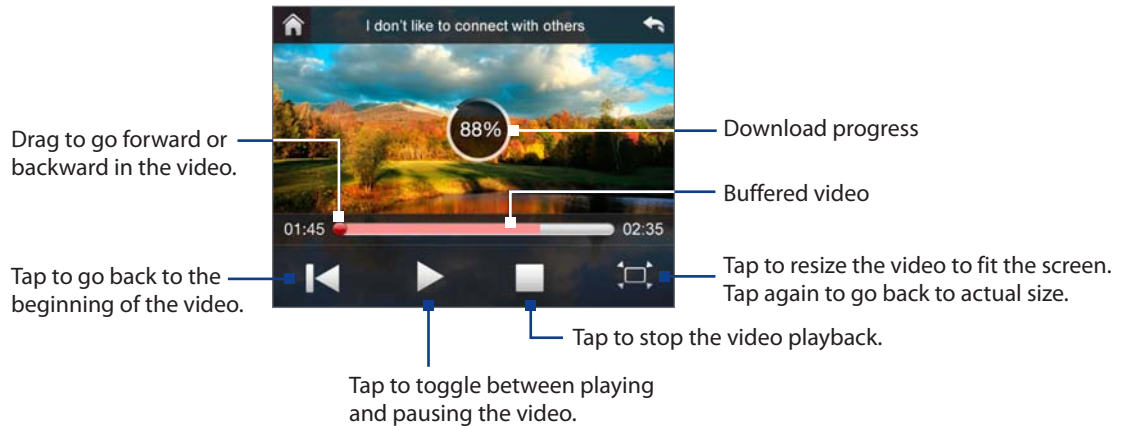 I don't like to connect with others
88%
Download progress
Drag to go forward or
backward in the video.
Buffered video
01:45
02:35
Tap to go back to the
beginning of the video.
Tap to resize the video to fit the screen.
Tap again to go back to actual size.
Tap to stop the video playback.
Tap to toggle between playing
and pausing the video.